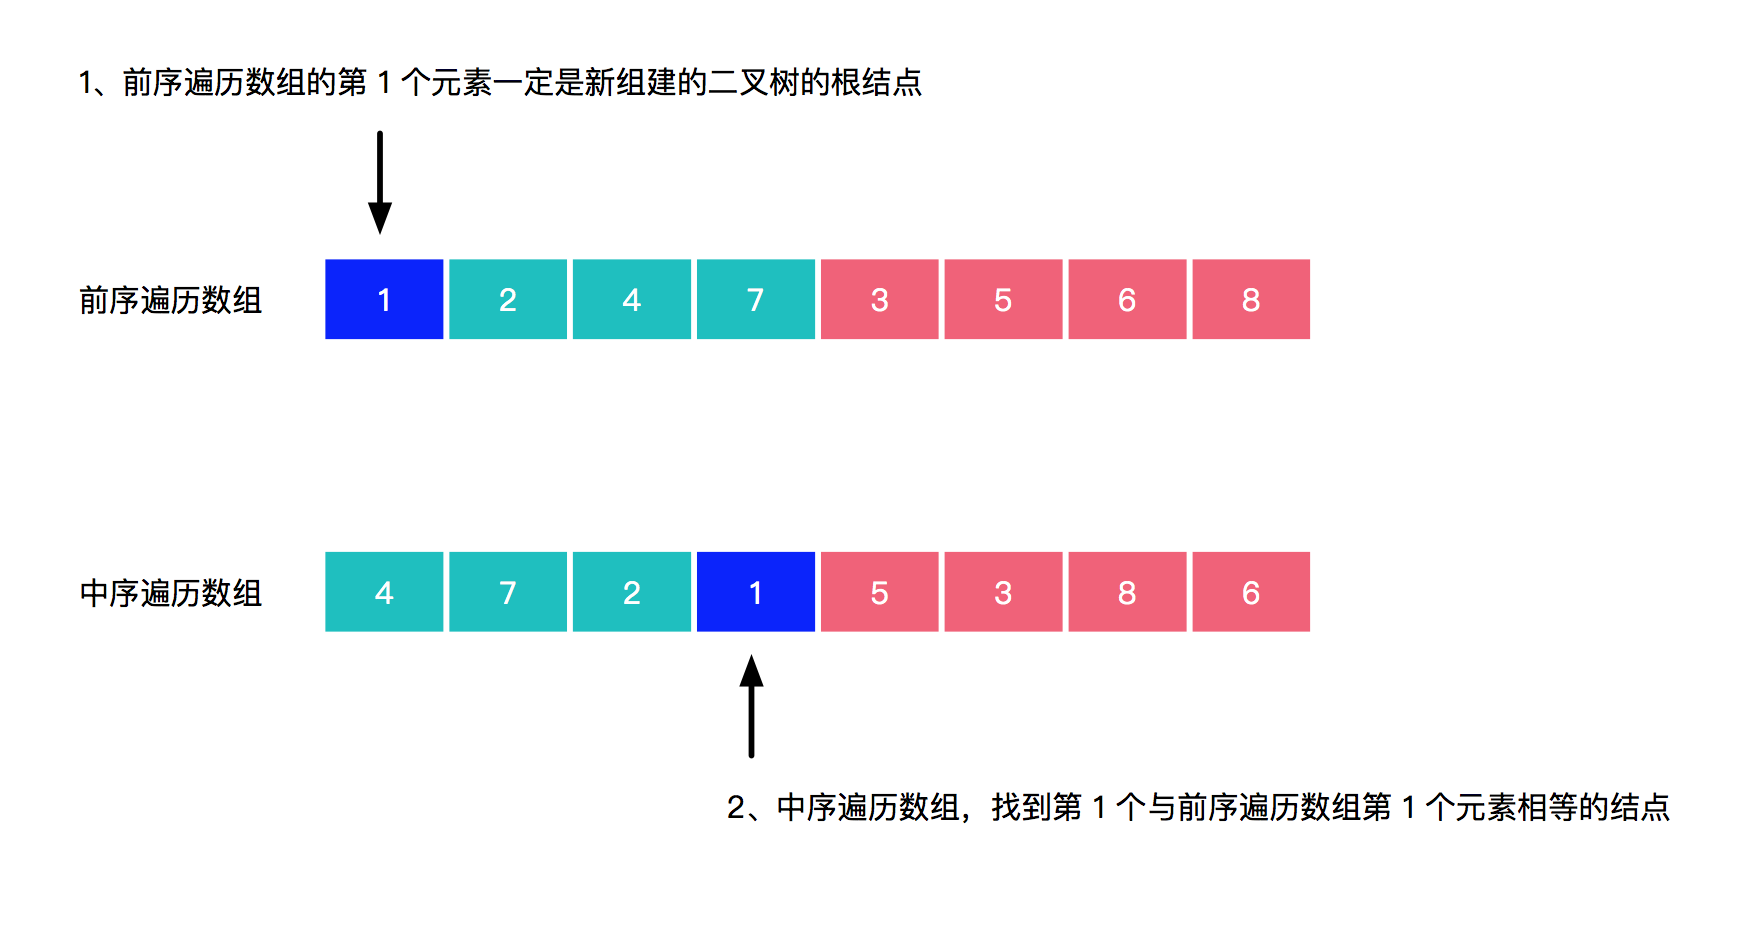 1、前序遍历数组的第 1 个元素一定是新组建的二叉树的根结点
前序遍历数组 1 2 4 7 3 5 6 8
中序遍历数组 4 7 2 1 5 3 8 6
2、中序遍历数组，找到第 1 个与前序遍历数组第 1 个元素相等的结点